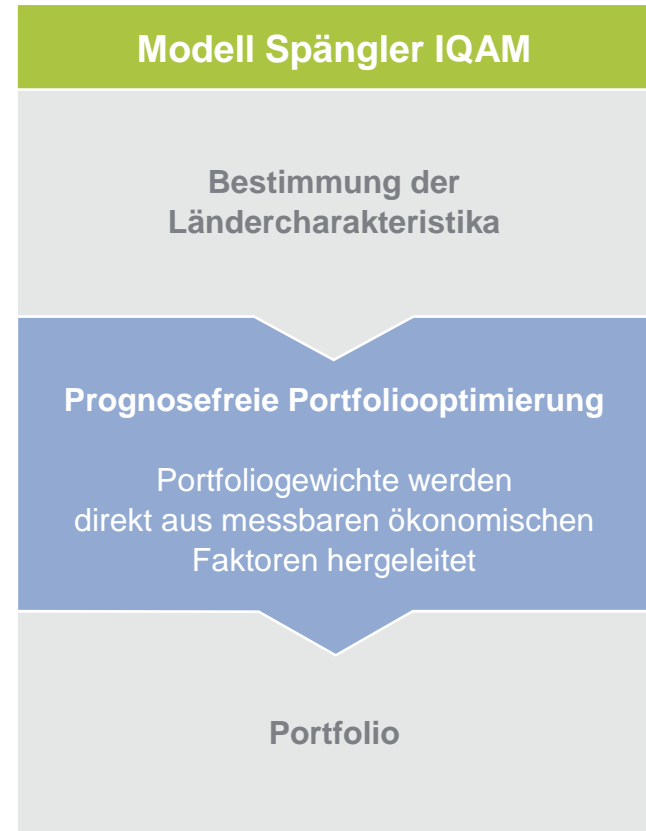 Modell Spängler IQAM
Bestimmung der
Ländercharakteristika
Prognosefreie Portfoliooptimierung
Portfoliogewichte werden
direkt aus messbaren ökonomischen
Faktoren hergeleitet
Portfolio